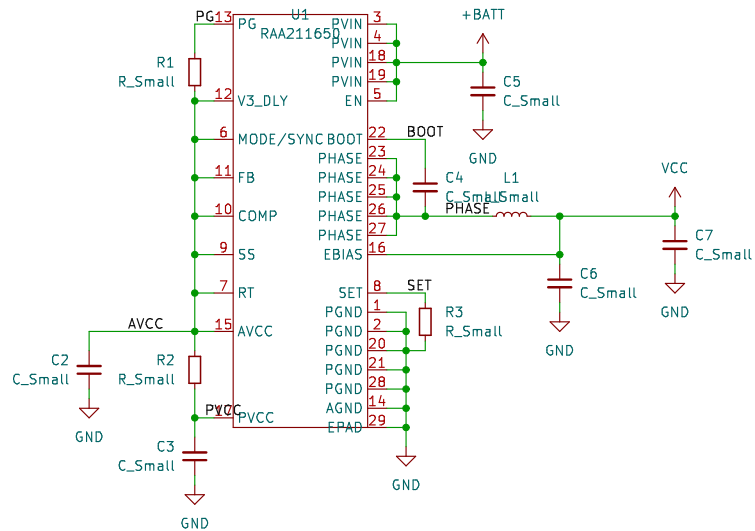 U1
RAA211650
PG
13
PG
PVIN
3
PVIN
4
PVIN
18
PVIN
19
EN
5
+BATT
C5
C_Small
GND
R1
R_Small
12
V3_DLY
6
MODE/SYNC
BOOT
22
BOOT
PHASE
23
11
FB
PHASE
24
PHASE
25
C4
C_Small
L1
L_Small
VCC
10
COMP
PHASE
26
PHASE
PHASE
27
9
SS
EBIAS
16
C7
C_Small
GND
7
RT
SET
8
SET
C6
C_Small
GND
PGND
1
AVCC
15
AVCC
PGND
2
R3
R_Small
PGND
20
C2
C_Small
GND
R2
R_Small
PGND
21
PGND
28
PVCC
17
PVCC
AGND
14
EPAD
29
C3
C_Small
GND
GND